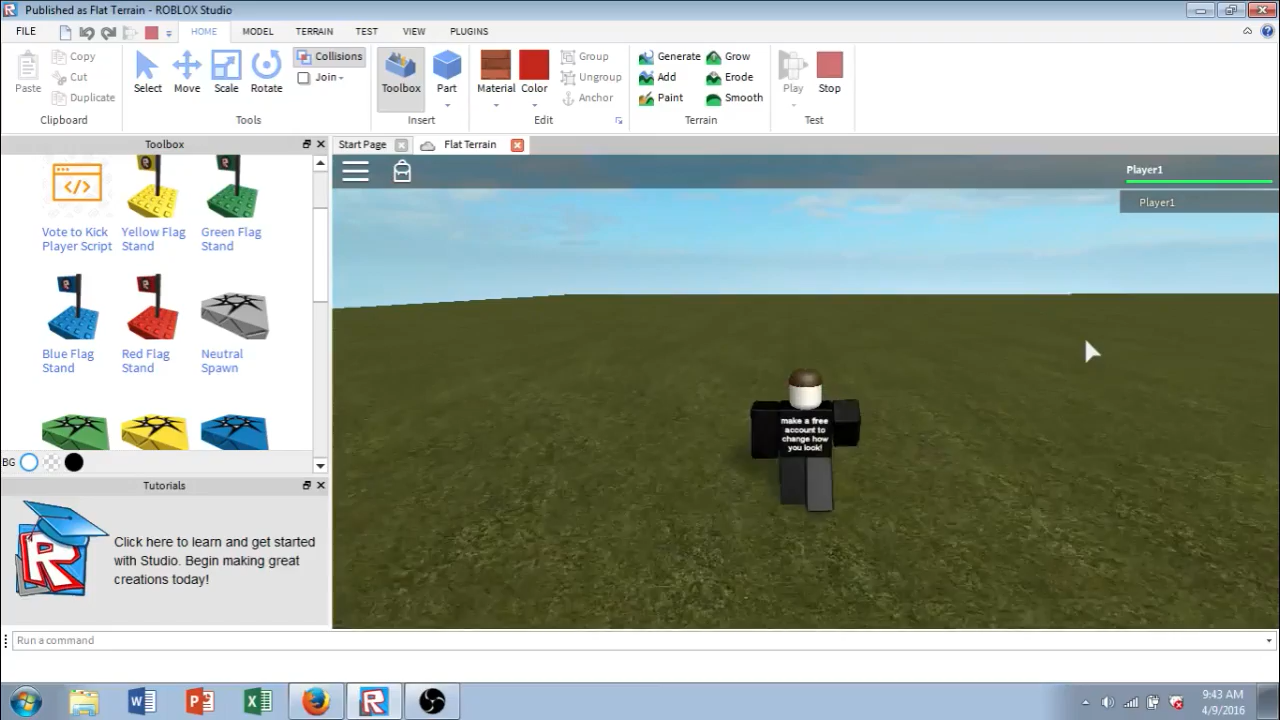 Published as Flat Terrain - ROBLOX Studio
FILE HOME MODEL TERRAIN TEST VIEW PLUGINS
Paste
Copy
Cut
Duplicate
Clipboard
Select Move Scale Rotate
Collisions
Join
Tools
Toolbox Part
Insert
Material Color
Group
Ungroup
Anchor
Edit
Generate Grow
Add Erode
Paint Smooth
Terrain
Play Stop
Test
Toolbox
Start Page Flat Terrain
Vote to Kick
Player Script
Yellow Flag
Stand
Green Flag
Stand
Blue Flag
Stand
Red Flag
Stand
Neutral
Spawn
BG
Tutorials
Click here to learn and get started
with Studio. Begin making great
creations today!
Player1
Player1
make a free
account to
change how
you look!
Run a command
9:43 AM
4/9/2016